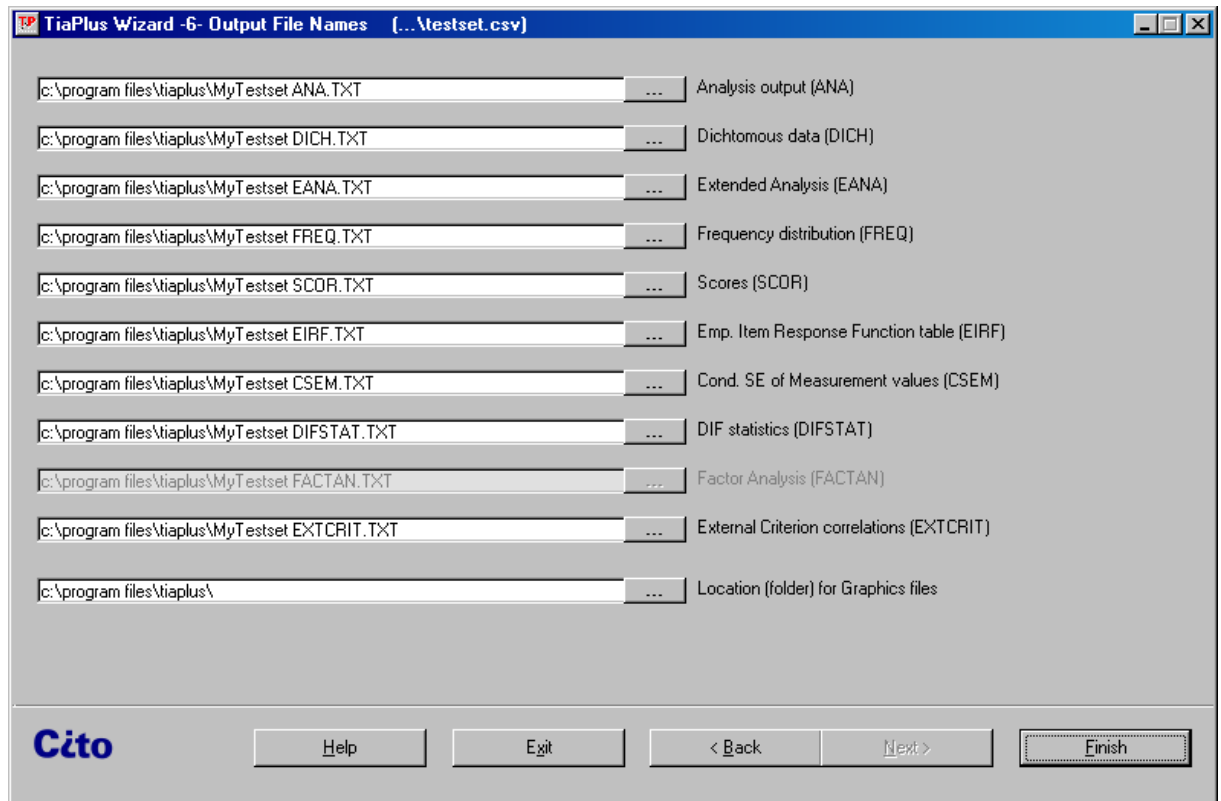 TiaPlus Wizard -6- Output File Names (...\testset.csv)
c:\program files\tiaplus\MyTestset ANA.TXT ... Analysis output (ANA)
c:\program files\tiaplus\MyTestset DICH.TXT ... Dichtomous data (DICH)
c:\program files\tiaplus\MyTestset EANA.TXT ... Extended Analysis (EANA)
c:\program files\tiaplus\MyTestset FREQ.TXT ... Frequency distribution (FREQ)
c:\program files\tiaplus\MyTestset SCOR.TXT ... Scores (SCOR)
c:\program files\tiaplus\MyTestset EIRF.TXT ... Emp. Item Response Function table (EIRF)
c:\program files\tiaplus\MyTestset CSEM.TXT ... Cond. SE of Measurement values (CSEM)
c:\program files\tiaplus\MyTestset DIFSTAT.TXT ... DIF statistics (DIFSTAT)
c:\program files\tiaplus\MyTestset FACTAN.TXT ... Factor Analysis (FACTAN)
c:\program files\tiaplus\MyTestset EXTCRIT.TXT ... External Criterion correlations (EXTCRIT)
c:\program files\tiaplus\ ... Location (folder) for Graphics files
Cito Help Exit < Back Next > Finish